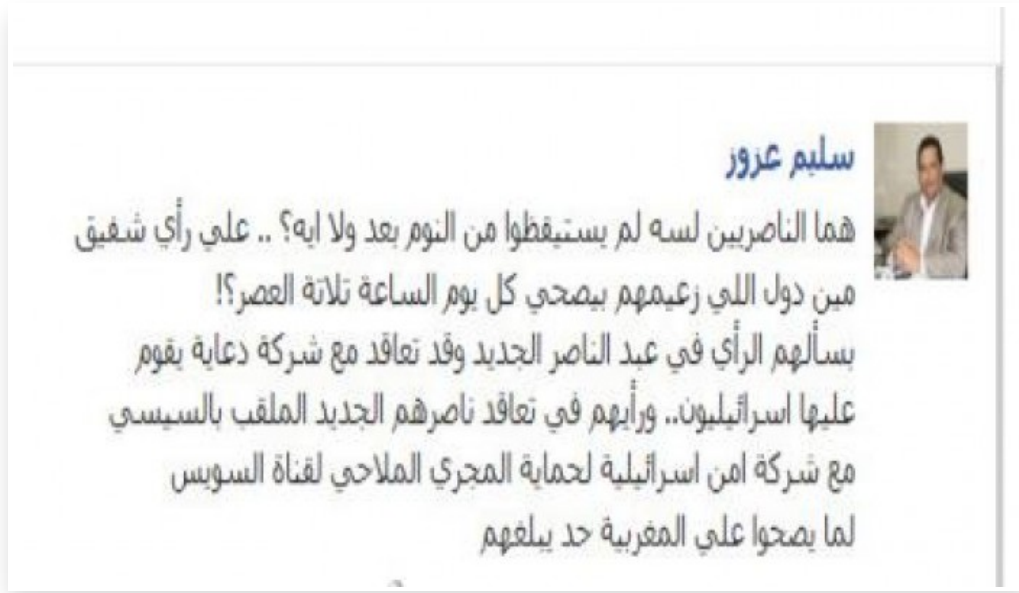 سليم عزوز
هما الناصريين لسه لم يستيقظوا من النوم بعد ولا ايه؟ .. علي رأي شفيق
مين دول اللي زعيمهم بيصحي كل يوم الساعة تلاتة العصر؟!
بسألهم الرأي في عبد الناصر الجديد وقد تعاقد مع شركة دعاية يقوم
عليها اسرائيليون.. ورأيهم في تعاقد ناصرهم الجديد الملقب بالسيسي
مع شركة امن اسرائيلية لحماية المجري الملاحي لقناة السويس
لما يصحوا علي المغربية حد يبلغهم